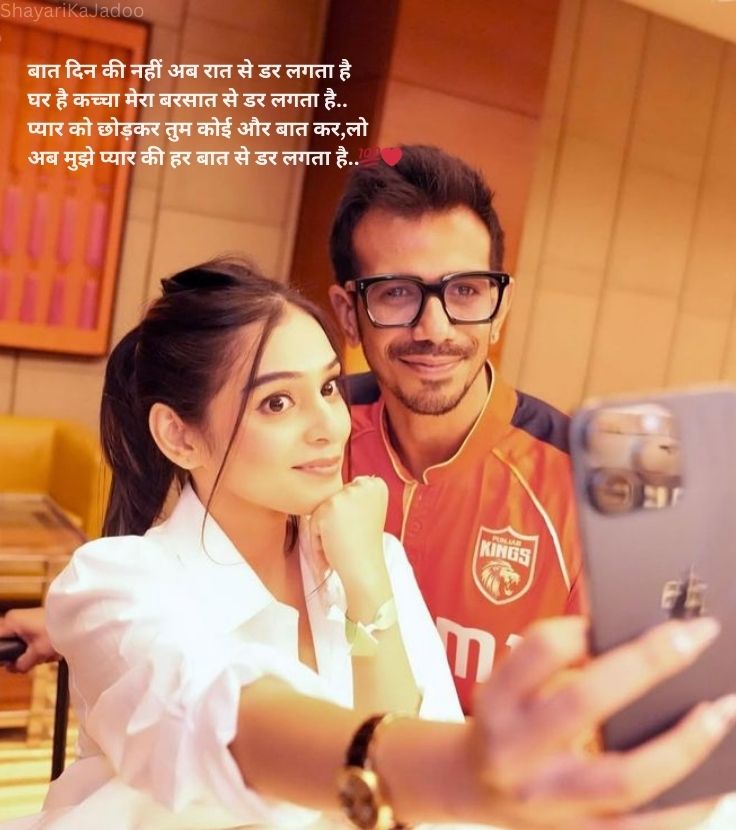 ShayariKaJadoo
बात दिन की नहीं अब रात से डर लगता है
घर है कच्चा मेरा बरसात से डर लगता है..
प्यार को छोड़कर तुम कोई और बात कर,लो
अब मुझे प्यार की हर बात से डर लगता है..💯❤️
PUNJAB
KINGS